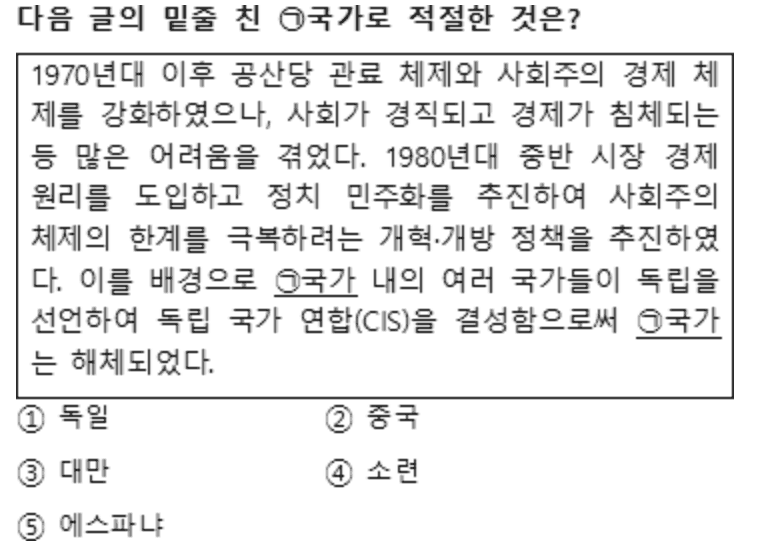 다음 글의 밑줄 친 ㉠국가로 적절한 것은?
1970년대 이후 공산당 관료 체제와 사회주의 경제 체
제를 강화하였으나, 사회가 경직되고 경제가 침체되는
등 많은 어려움을 겪었다. 1980년대 중반 시장 경제
원리를 도입하고 정치 민주화를 추진하여 사회주의
체제의 한계를 극복하려는 개혁·개방 정책을 추진하였
다. 이를 배경으로 ㉠국가 내의 여러 국가들이 독립을
선언하여 독립 국가 연합(CIS)을 결성함으로써 ㉠국가
는 해체되었다.
① 독일 ② 중국
③ 대만 ④ 소련
⑤ 에스파냐